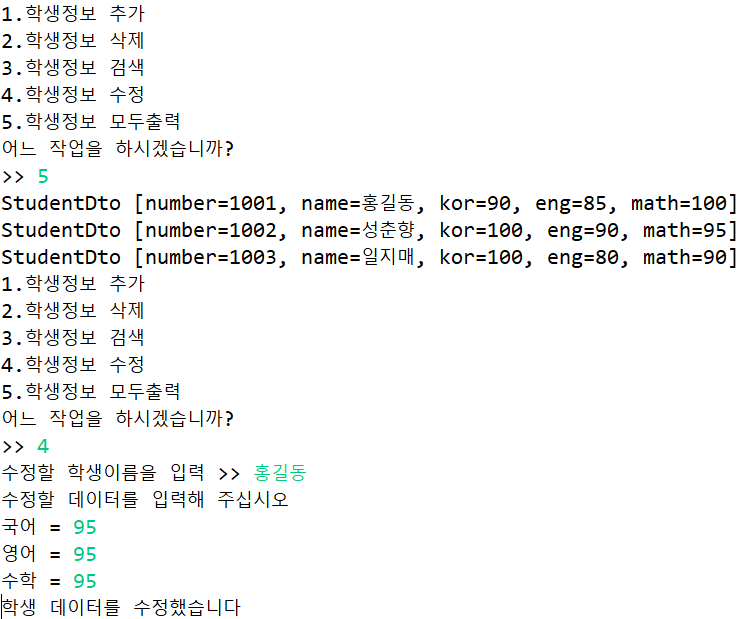 1.학생정보 추가
2.학생정보 삭제
3.학생정보 검색
4.학생정보 수정
5.학생정보 모두출력
어느 작업을 하시겠습니까?
>> 5
StudentDto [number=1001, name=홍길동, kor=90, eng=85, math=100]
StudentDto [number=1002, name=성춘향, kor=100, eng=90, math=95]
StudentDto [number=1003, name=일지매, kor=100, eng=80, math=90]
1.학생정보 추가
2.학생정보 삭제
3.학생정보 검색
4.학생정보 수정
5.학생정보 모두출력
어느 작업을 하시겠습니까?
>> 4
수정할 학생이름을 입력 >> 홍길동
수정할 데이터를 입력해 주십시오
국어 = 95
영어 = 95
수학 = 95
학생 데이터를 수정했습니다